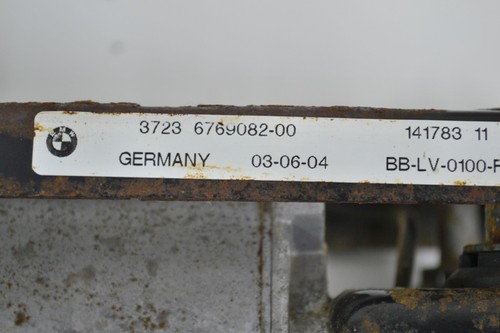 3723 6769082-00 141783 11
GERMANY 03-06-04 BB-LV-0100-